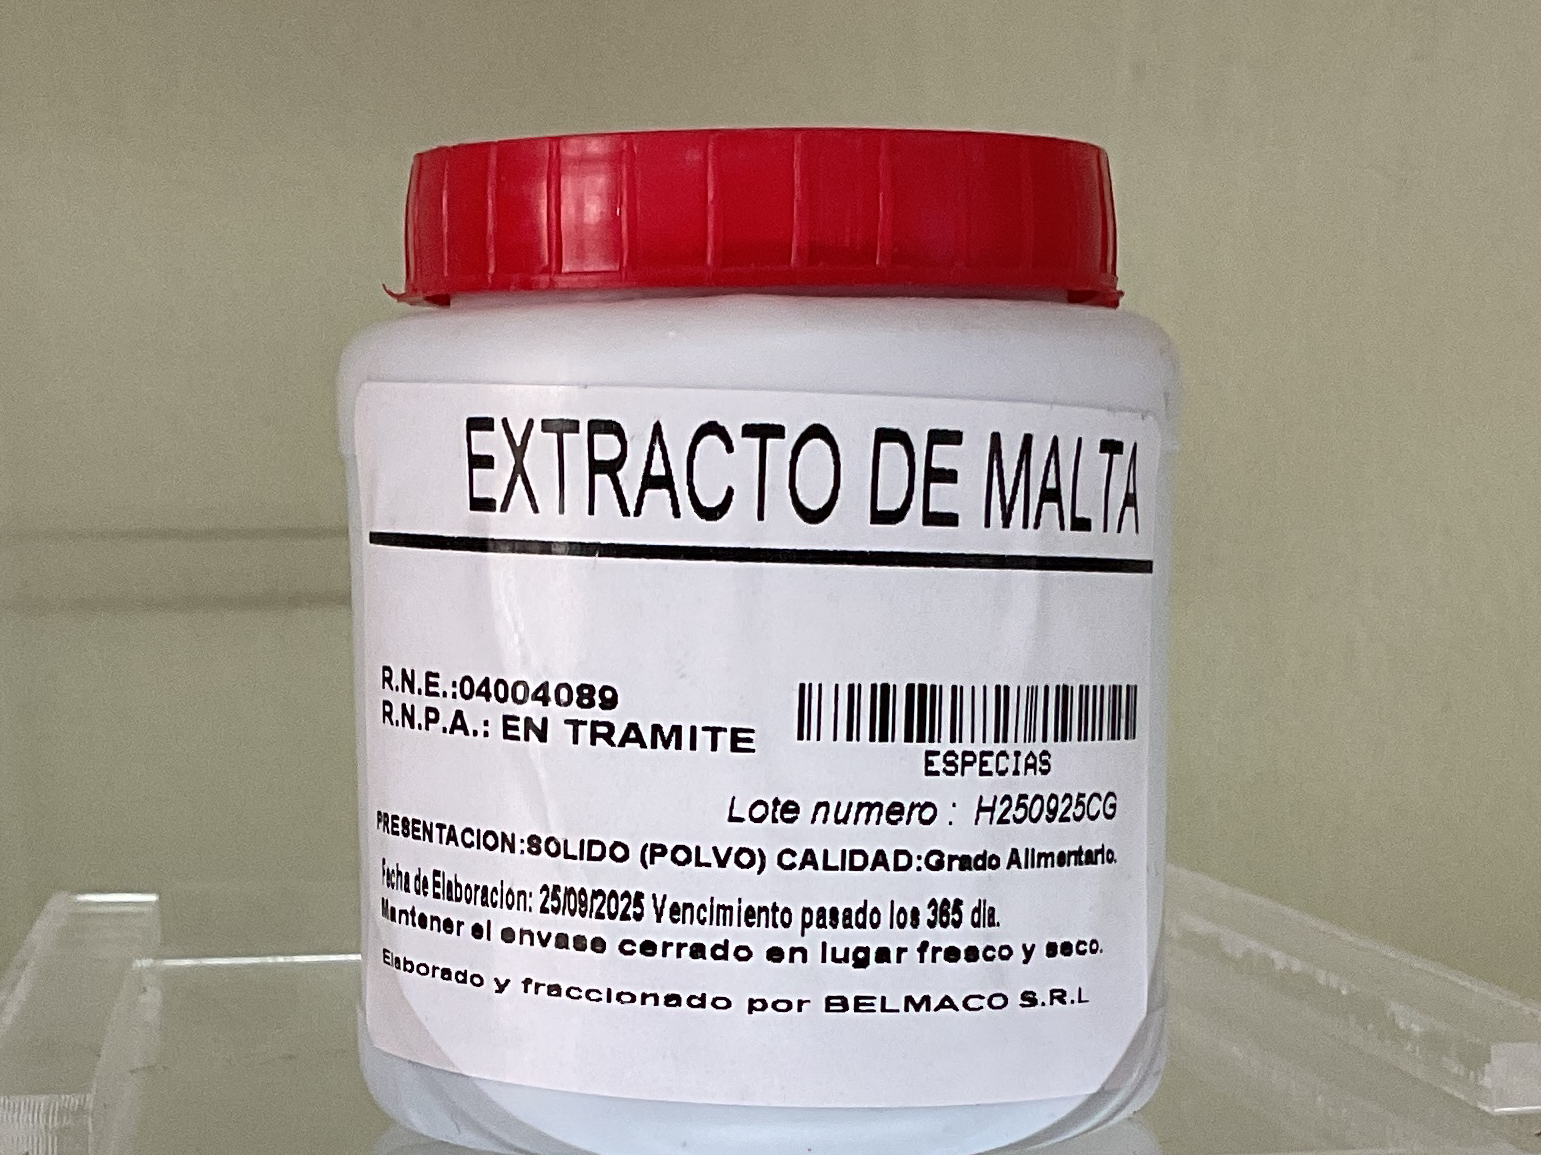 EXTRACTO DE MALTA
R.N.E.:04004089
R.N.P.A.: EN TRAMITE
ESPECIAS
Lote numero : H250925CG
PRESENTACION:SOLIDO (POLVO) CALIDAD:Grado Alimentario.
Fecha de Elaboracion: 25/09/2025 Vencimiento pasado los 365 dia.
Mantener el envase cerrado en lugar fresco y seco.
Elaborado y fraccionado por BELMACO S.R.L